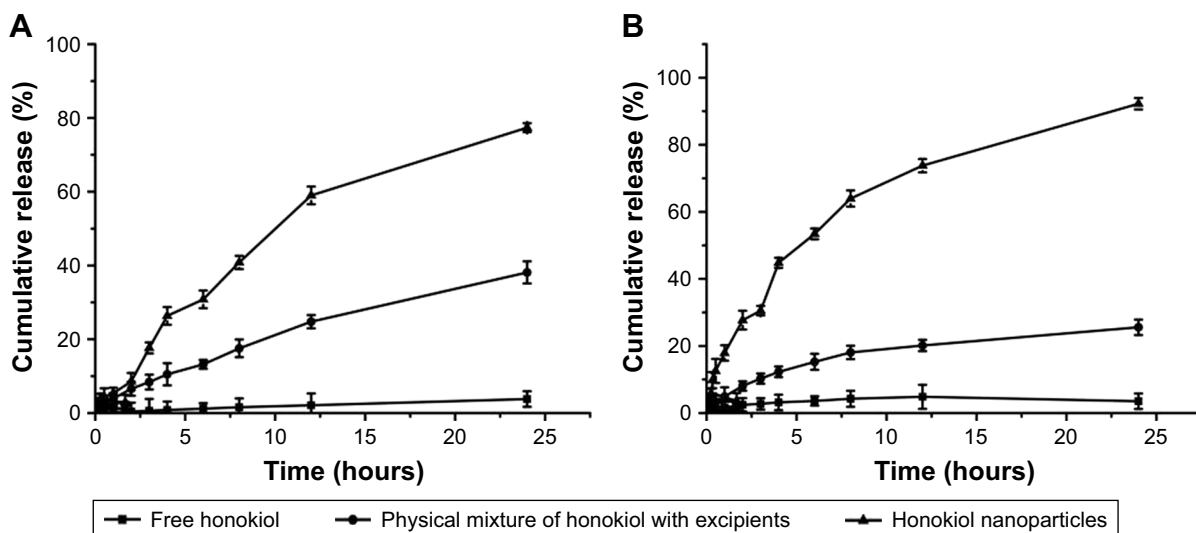 A
Cumulative release (%)
100
80
60
40
20
0
0
5
10
15
20
25
Time (hours)
B
Cumulative release (%)
100
80
60
40
20
0
0
5
10
15
20
25
Time (hours)
Free honokiol
Physical mixture of honokiol with excipients
Honokiol nanoparticles